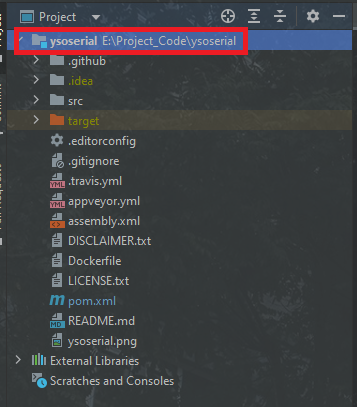 Project
ysoserial E:\Project_Code\ysoserial
.github
.idea
src
target
.editorconfig
.gitignore
.travis.yml
appveyor.yml
assembly.xml
DISCLAIMER.txt
Dockerfile
LICENSE.txt
pom.xml
README.md
ysoserial.png
External Libraries
Scratches and Consoles